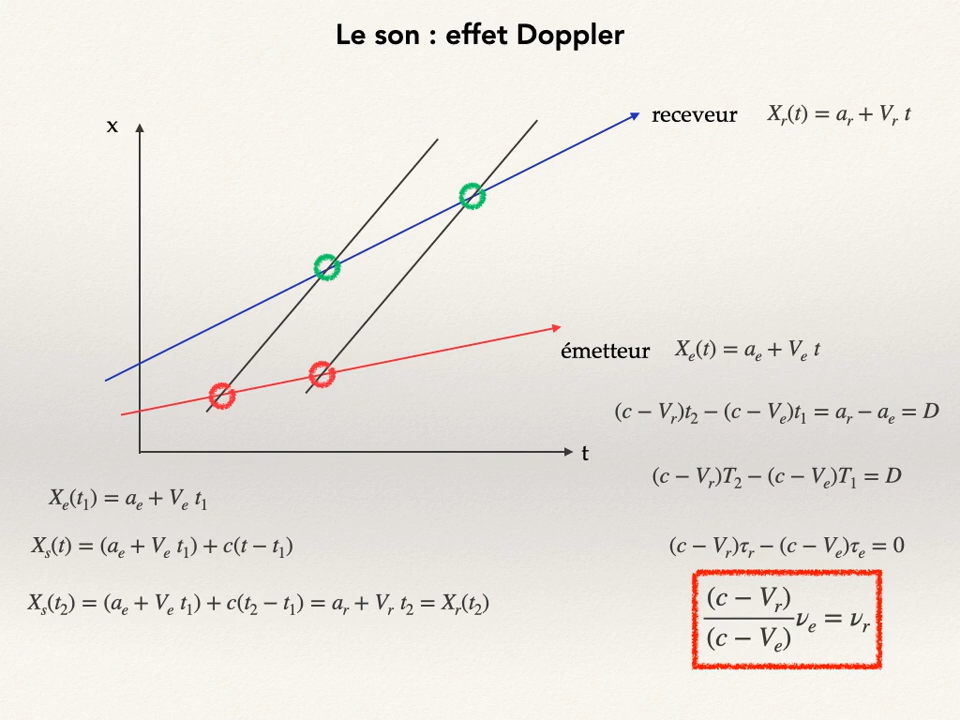 Le son : effet Doppler
x
receveur
X_r(t) = a_r + V_r t
émetteur
X_e(t) = a_e + V_e t
(c − V_r)t_2 − (c − V_e)t_1 = a_r − a_e = D
t
(c − V_r)T_2 − (c − V_e)T_1 = D
X_e(t_1) = a_e + V_e t_1
X_s(t) = (a_e + V_e t_1) + c(t − t_1)
(c − V_r)τ_r − (c − V_e)τ_e = 0
X_s(t_2) = (a_e + V_e t_1) + c(t_2 − t_1) = a_r + V_r t_2 = X_r(t_2)
(c − V_r)
(c − V_e)
ν_e = ν_r